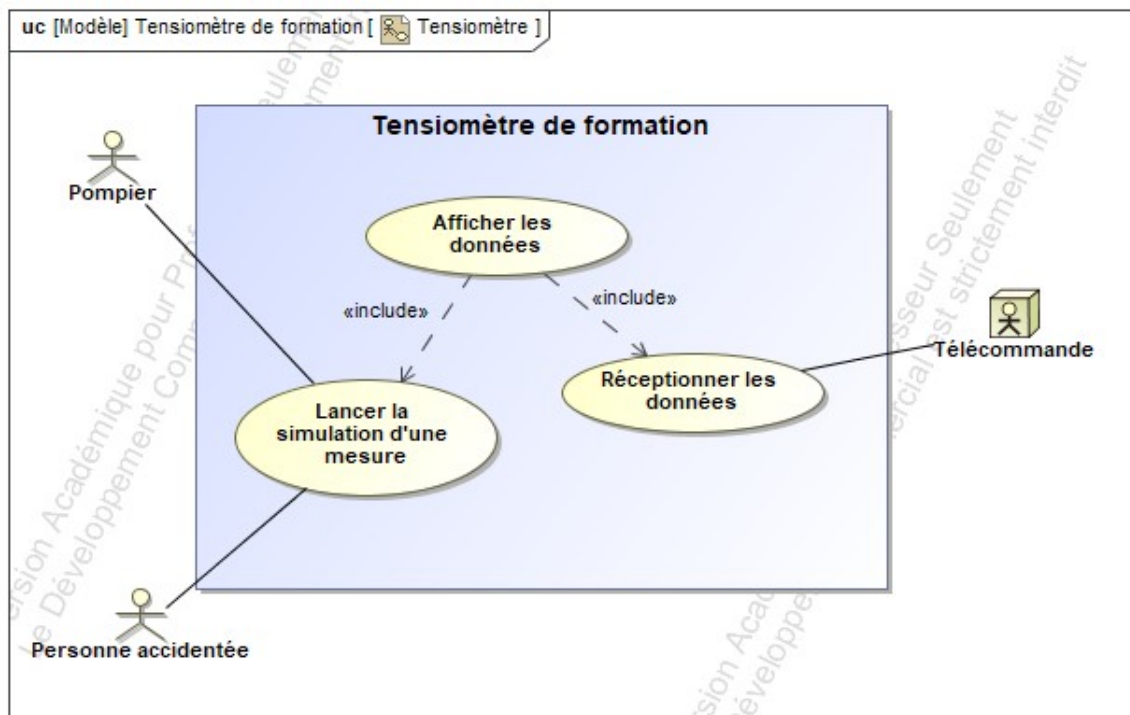 uc [Modèle] Tensiomètre de formation [ Tensiomètre ]
Tensiomètre de formation
Pompier
Afficher les
données
«include»
«include»
Télécommande
Réceptionner les
données
Lancer la
simulation d'une
mesure
Personne accidentée